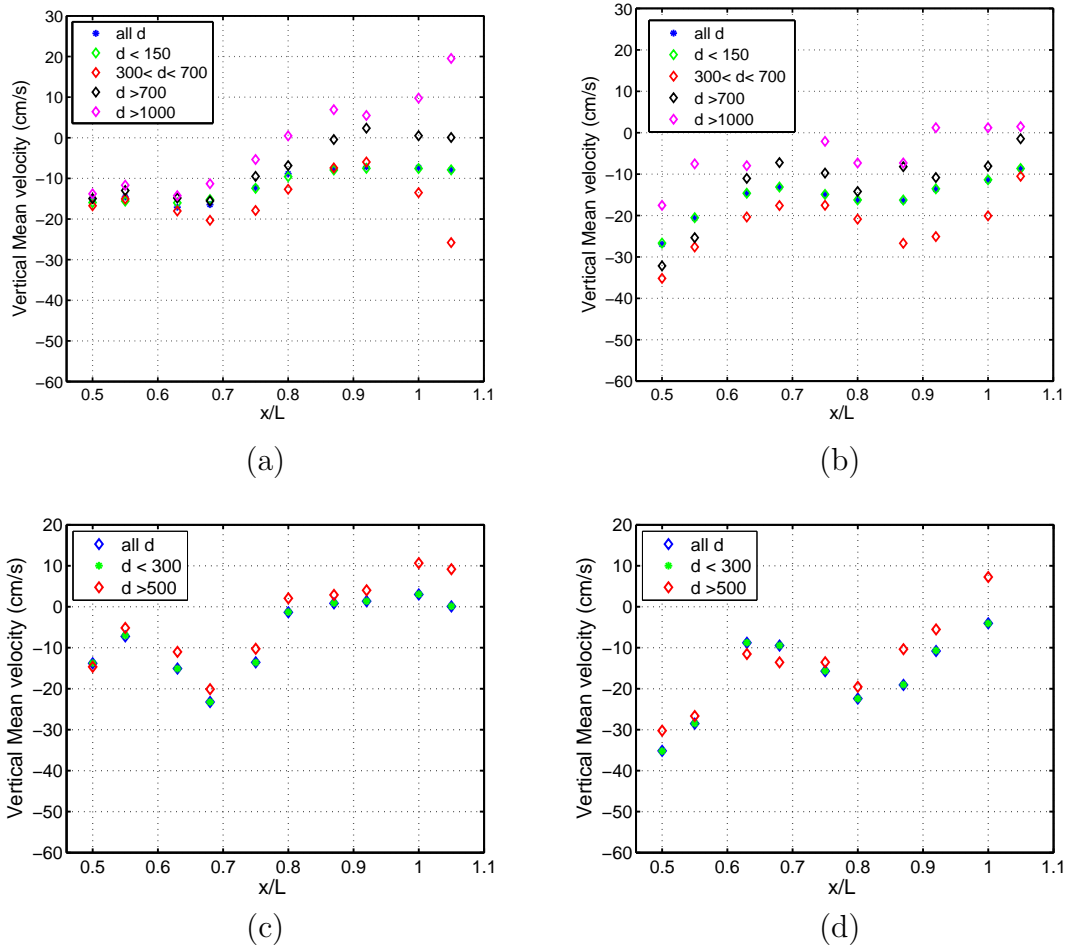 30
20
10
0
−10
−20
−30
−40
−50
−60
Vertical Mean velocity (cm/s)
all d
d < 150
300< d< 700
d >700
d >1000
0.5 0.6 0.7 0.8 0.9 1 1.1
x/L
(a)
30
20
10
0
−10
−20
−30
−40
−50
−60
Vertical Mean velocity (cm/s)
all d
d < 150
300< d< 700
d >700
d >1000
0.5 0.6 0.7 0.8 0.9 1 1.1
x/L
(b)
20
10
0
−10
−20
−30
−40
−50
−60
Vertical Mean velocity (cm/s)
all d
d < 300
d >500
0.5 0.6 0.7 0.8 0.9 1 1.1
x/L
(c)
20
10
0
−10
−20
−30
−40
−50
−60
Vertical Mean velocity (cm/s)
all d
d < 300
d >500
0.5 0.6 0.7 0.8 0.9 1 1.1
x/L
(d)